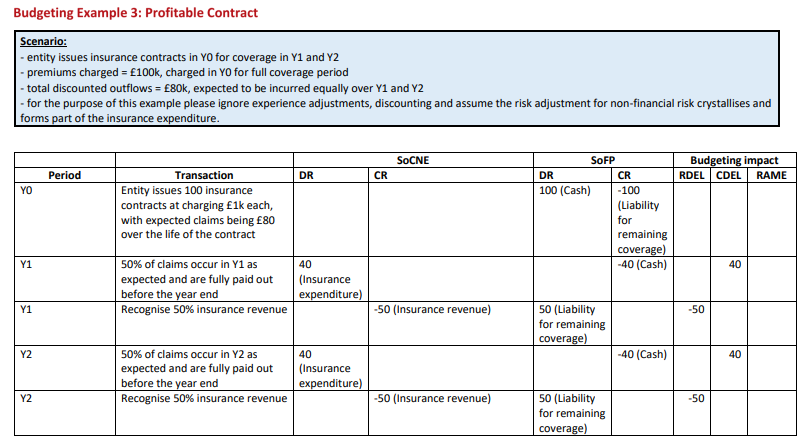 Budgeting Example 3: Profitable Contract
Scenario:
- entity issues insurance contracts in Y0 for coverage in Y1 and Y2
- premiums charged = £100k, charged in Y0 for full coverage period
- total discounted outflows = £80k, expected to be incurred equally over Y1 and Y2
- for the purpose of this example please ignore experience adjustments, discounting and assume the risk adjustment for non-financial risk crystallises and
forms part of the insurance expenditure.
SoCNE SoFP Budgeting impact
Period Transaction DR CR DR CR RDEL CDEL RAME
Y0 Entity issues 100 insurance 100 (Cash) -100
contracts at charging £1k each, (Liability
with expected claims being £80 for
over the life of the contract remaining
coverage)
Y1 50% of claims occur in Y1 as 40 -40 (Cash) 40
expected and are fully paid out (Insurance
before the year end expenditure)
Y1 Recognise 50% insurance revenue -50 (Insurance revenue) 50 (Liability -50
for remaining
coverage)
Y2 50% of claims occur in Y2 as 40 -40 (Cash) 40
expected and are fully paid out (Insurance
before the year end expenditure)
Y2 Recognise 50% insurance revenue -50 (Insurance revenue) 50 (Liability -50
for remaining
coverage)